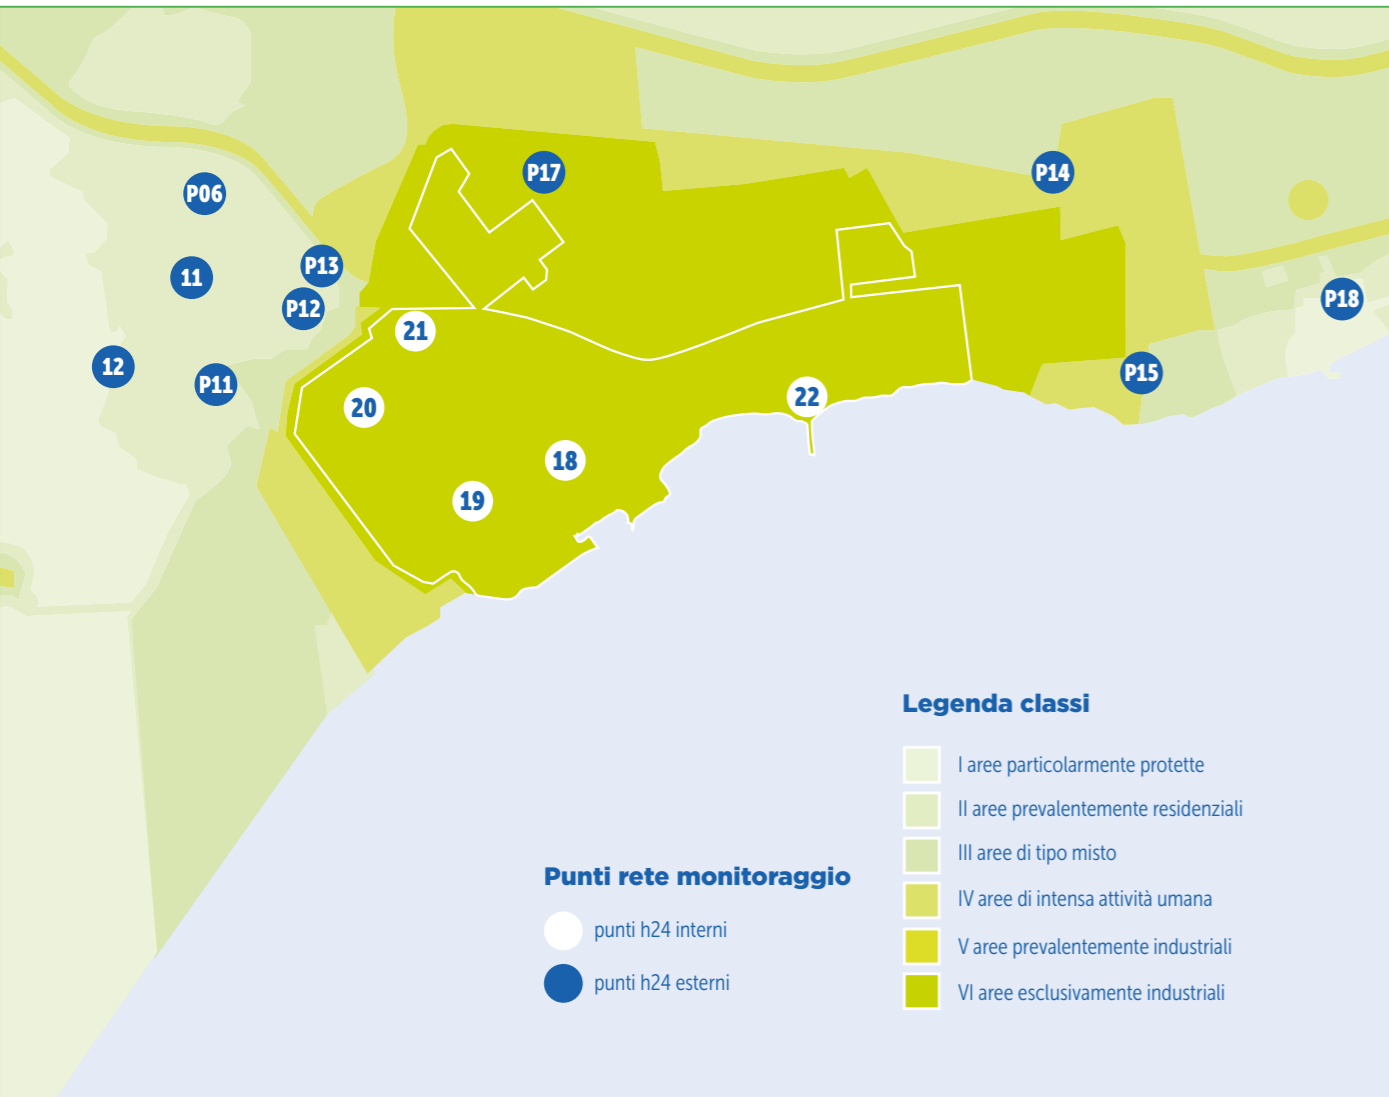 P17
P14
P06
P13
11
P12
P18
21
12
P11
P15
20
22
18
19
Legenda classi
I aree particolarmente protette
II aree prevalentemente residenziali
III aree di tipo misto
IV aree di intensa attività umana
V aree prevalentemente industriali
VI aree esclusivamente industriali
Punti rete monitoraggio
punti h24 interni
punti h24 esterni